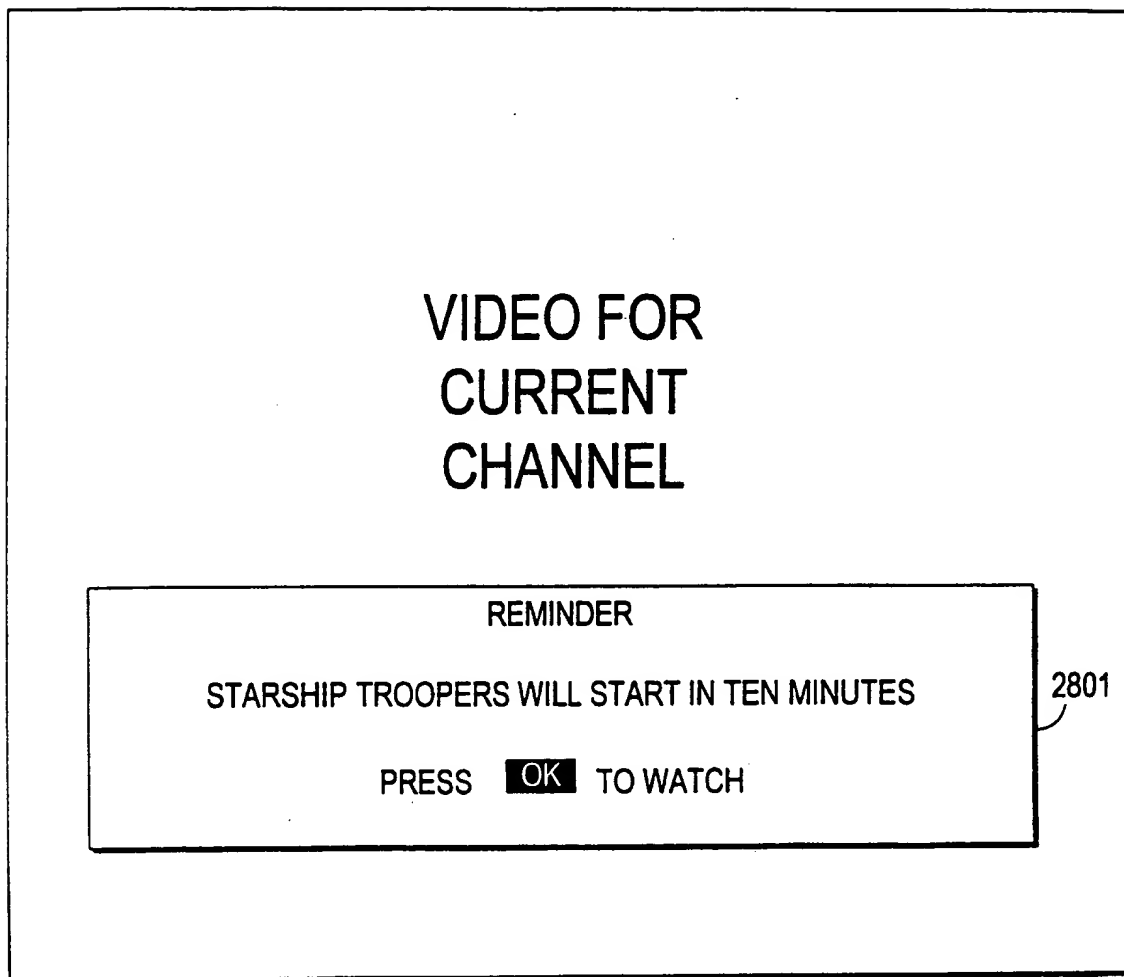 VIDEO FOR
CURRENT
CHANNEL
REMINDER
STARSHIP TROOPERS WILL START IN TEN MINUTES
2801
PRESS OK TO WATCH